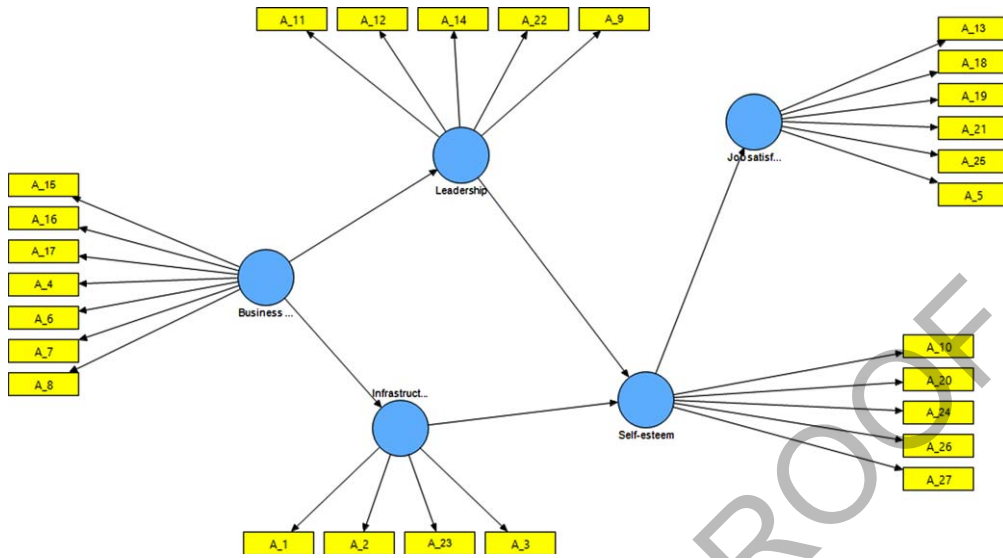 A_11
A_12
A_14
A_22
A_9
Leadership
A_13
A_18
A_19
A_21
A_25
A_5
Job satisf...
A_15
A_16
A_17
A_4
A_6
A_7
A_8
Business ...
Infrastruct...
A_1
A_2
A_23
A_3
Self-esteem
A_10
A_20
A_24
A_26
A_27
ROOF